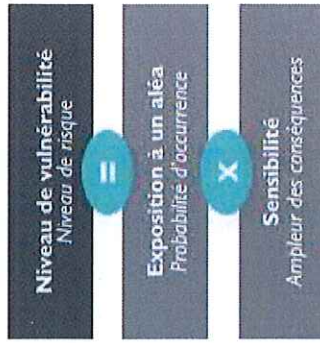 Niveau de vulnérabilité
Niveau de risque
=
Exposition à un aléa
Probabilité d'occurrence
x
Sensibilité
Ampleur des conséquences